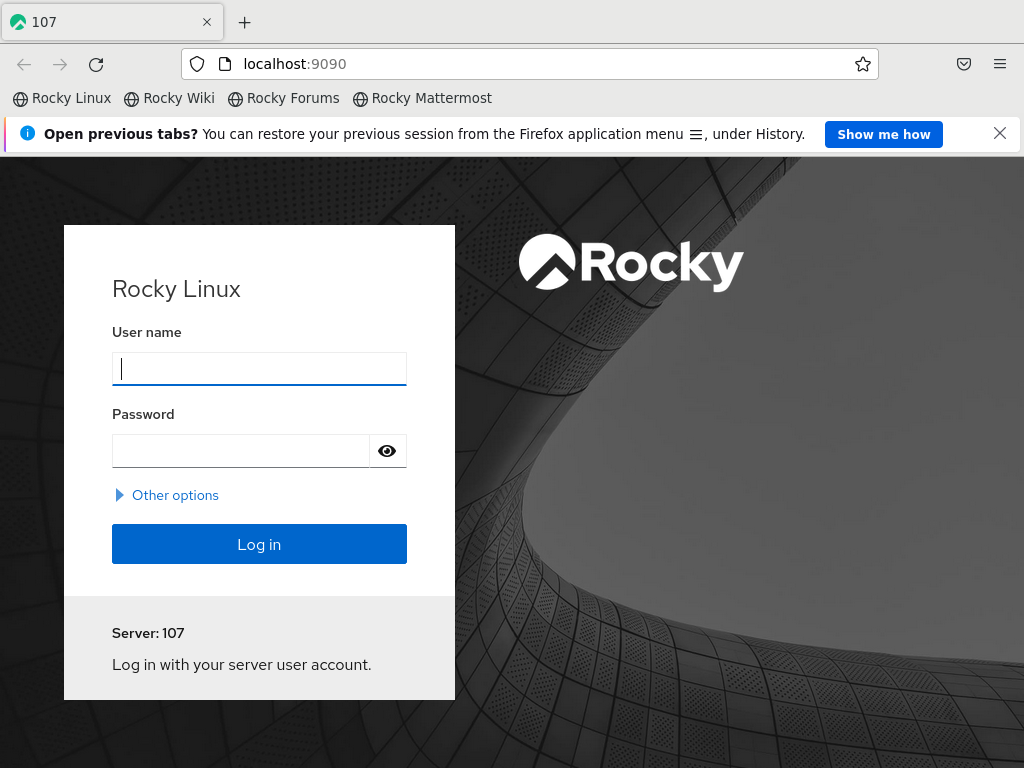 107
localhost:9090
Rocky Linux
Rocky Wiki
Rocky Forums
Rocky Mattermost
Open previous tabs? You can restore your previous session from the Firefox application menu , under History.
Show me how
Rocky
Rocky Linux
User name
Password
Other options
Log in
Server: 107
Log in with your server user account.